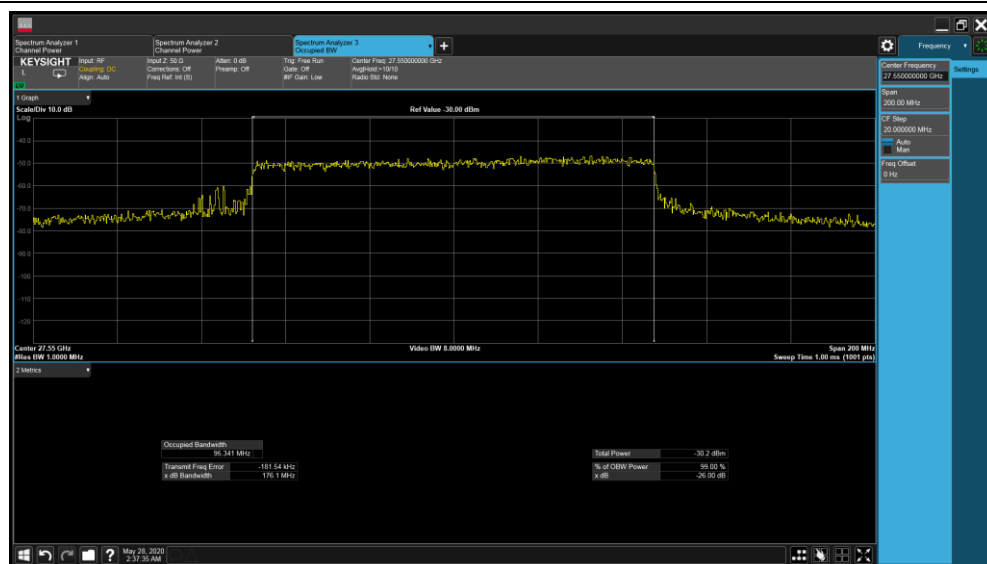 Spectrum Analyzer 1
Channel Power
Spectrum Analyzer 2
Channel Power
Spectrum Analyzer 3
Occupied BW
+
Frequency
KEYSIGHT
L
LVI
Input: RF
Coupling: DC
Align: Auto
Input Z: 50 Ω
Corrections: Off
Freq Ref: Int (S)
Atten: 0 dB
Preamp: Off
Trig: Free Run
Gate: Off
#IF Gain: Low
Center Freq: 27.550000000 GHz
Avg|Hold:>10/10
Radio Std: None
Center Frequency
27.550000000 GHz
Settings
Span
200.00 MHz
CF Step
20.000000 MHz
Auto
Man
Freq Offset
0 Hz
1 Graph
Scale/Div 10.0 dB
Ref Value -30.00 dBm
Log
-40.0
-50.0
-60.0
-70.0
-80.0
-90.0
-100
-110
-120
Center 27.55 GHz
#Res BW 1.0000 MHz
Video BW 8.0000 MHz
Span 200 MHz
Sweep Time 1.00 ms (1001 pts)
2 Metrics
Occupied Bandwidth
95.341 MHz
Transmit Freq Error -181.54 kHz
x dB Bandwidth 176.1 MHz
Total Power -30.2 dBm
% of OBW Power 99.00 %
x dB -26.00 dB
?
May 28, 2020
2:37:35 AM